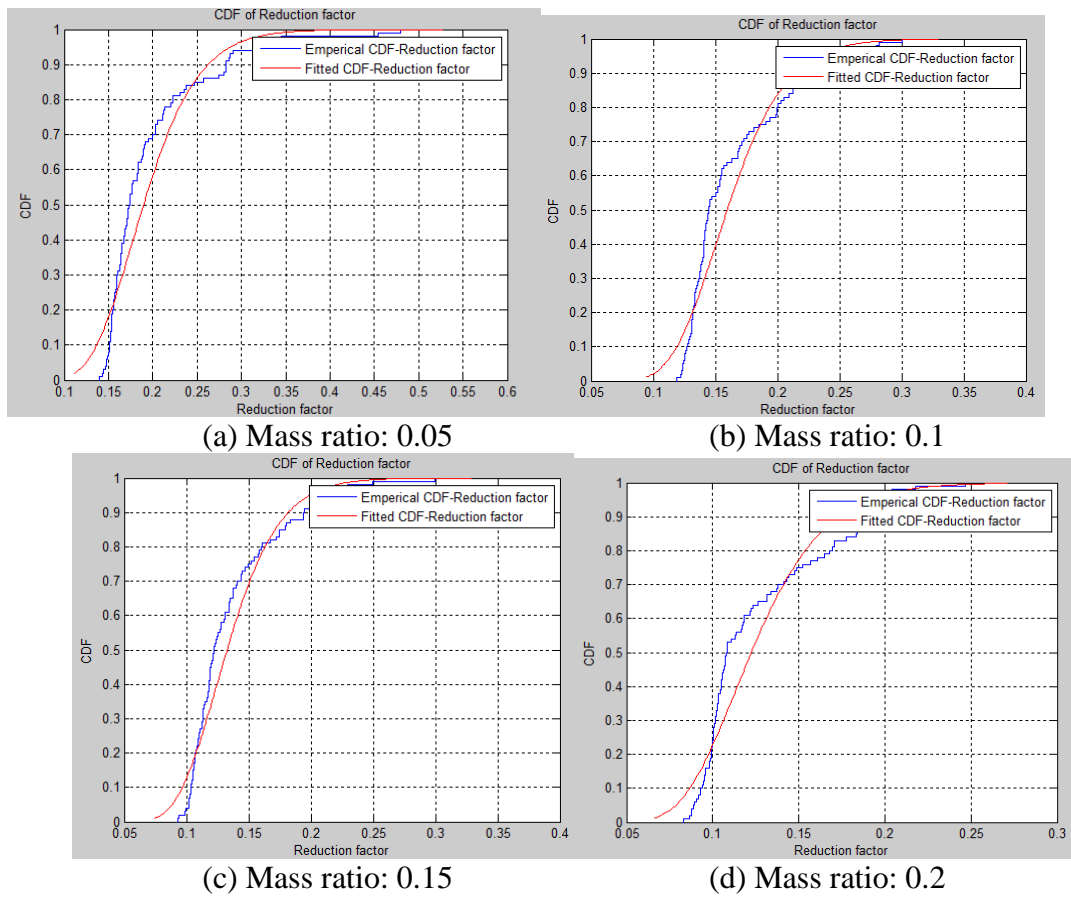 CDF of Reduction factor
Emperical CDF-Reduction factor
Fitted CDF-Reduction factor
CDF
1
0.9
0.8
0.7
0.6
0.5
0.4
0.3
0.2
0.1
0
0.1 0.15 0.2 0.25 0.3 0.35 0.4 0.45 0.5 0.55 0.6
Reduction factor
(a) Mass ratio: 0.05
CDF of Reduction factor
Emperical CDF-Reduction factor
Fitted CDF-Reduction factor
CDF
1
0.9
0.8
0.7
0.6
0.5
0.4
0.3
0.2
0.1
0
0.05 0.1 0.15 0.2 0.25 0.3 0.35 0.4
Reduction factor
(b) Mass ratio: 0.1
CDF of Reduction factor
Emperical CDF-Reduction factor
Fitted CDF-Reduction factor
CDF
1
0.9
0.8
0.7
0.6
0.5
0.4
0.3
0.2
0.1
0
0.05 0.1 0.15 0.2 0.25 0.3 0.35 0.4
Reduction factor
(c) Mass ratio: 0.15
CDF of Reduction factor
Emperical CDF-Reduction factor
Fitted CDF-Reduction factor
CDF
1
0.9
0.8
0.7
0.6
0.5
0.4
0.3
0.2
0.1
0
0.05 0.1 0.15 0.2 0.25 0.3
Reduction factor
(d) Mass ratio: 0.2